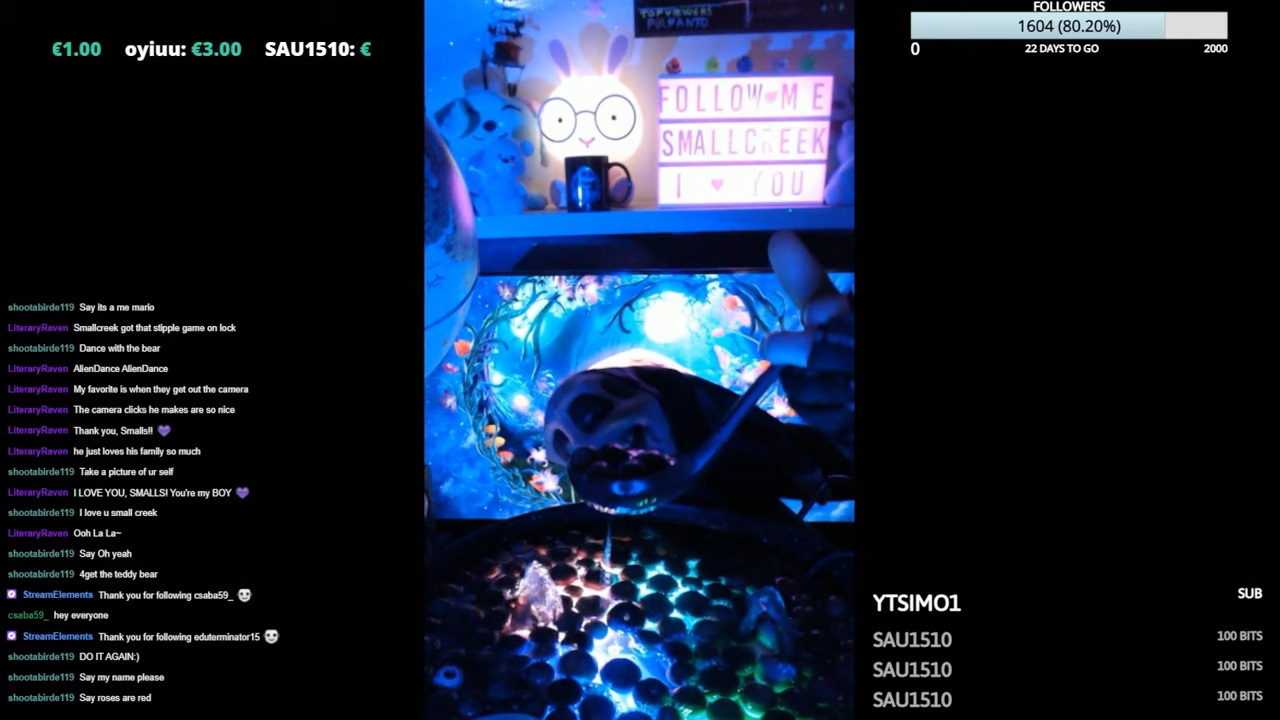 €1.00 oyiuu: €3.00 SAU1510: €
FOLLOWERS
1604 (80.20%)
0 22 DAYS TO GO 2000
FOLLOW ME
SMALLCREEK
I ♥ YOU
shootabirde119 Say its a me mario
LiteraryRaven Smallcreek got that stipple game on lock
shootabirde119 Dance with the bear
LiteraryRaven AlienDance AlienDance
LiteraryRaven My favorite is when they get out the camera
LiteraryRaven The camera clicks he makes are so nice
LiteraryRaven Thank you, Smalls!! 💜
LiteraryRaven he just loves his family so much
shootabirde119 Take a picture of ur self
LiteraryRaven I LOVE YOU, SMALLS! You're my BOY 💜
shootabirde119 I love u small creek
LiteraryRaven Ooh La La~
shootabirde119 Say Oh yeah
shootabirde119 4get the teddy bear
StreamElements Thank you for following csaba59_
csaba59_ hey everyone
StreamElements Thank you for following eduterminator15
shootabirde119 DO IT AGAIN:)
shootabirde119 Say my name please
shootabirde119 Say roses are red
YTSIMO1 SUB
SAU1510 100 BITS
SAU1510 100 BITS
SAU1510 100 BITS